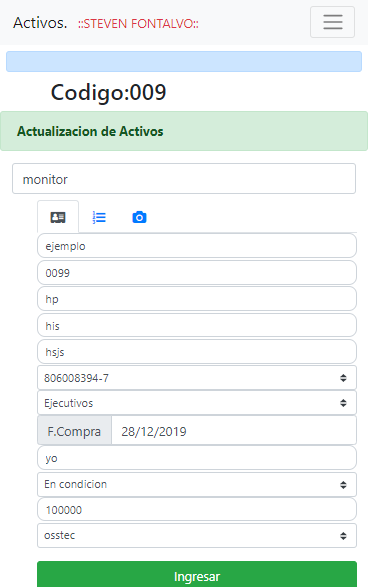 Activos. ::STEVEN FONTALVO::
Codigo:009
Actualizacion de Activos
monitor
ejemplo
0099
hp
his
hsjs
806008394-7
Ejecutivos
F.Compra 28/12/2019
yo
En condicion
100000
osstec
Ingresar